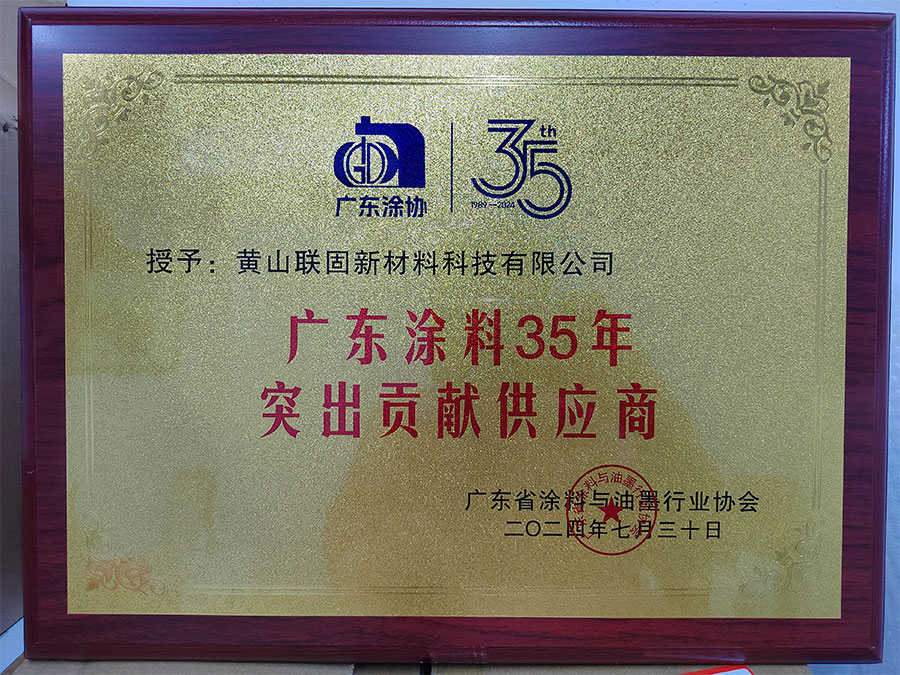 广东涂协
35th
1989—2024
授予：黄山联固新材料科技有限公司
广东涂料35年
突出贡献供应商
广东省涂料与油墨行业协会
二〇二四年七月三十日